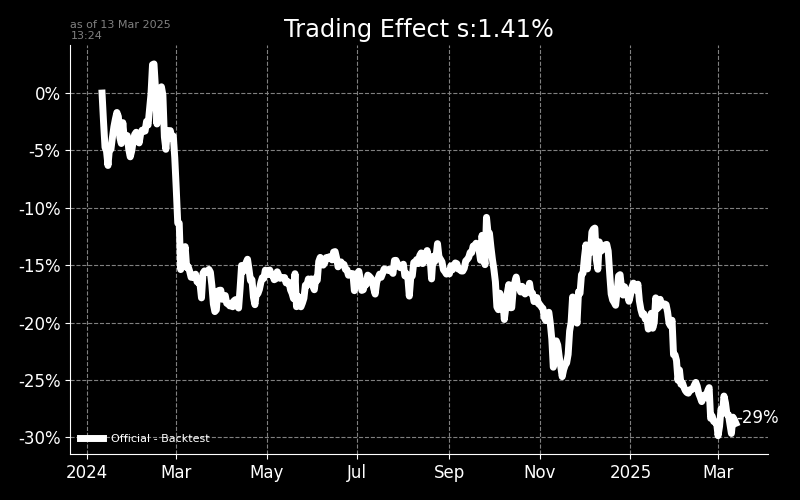 as of 13 Mar 2025
13:24
Trading Effect s:1.41%
0%
-5%
-10%
-15%
-20%
-25%
-30%
-29%
Official - Backtest
2024 Mar May Jul Sep Nov 2025 Mar